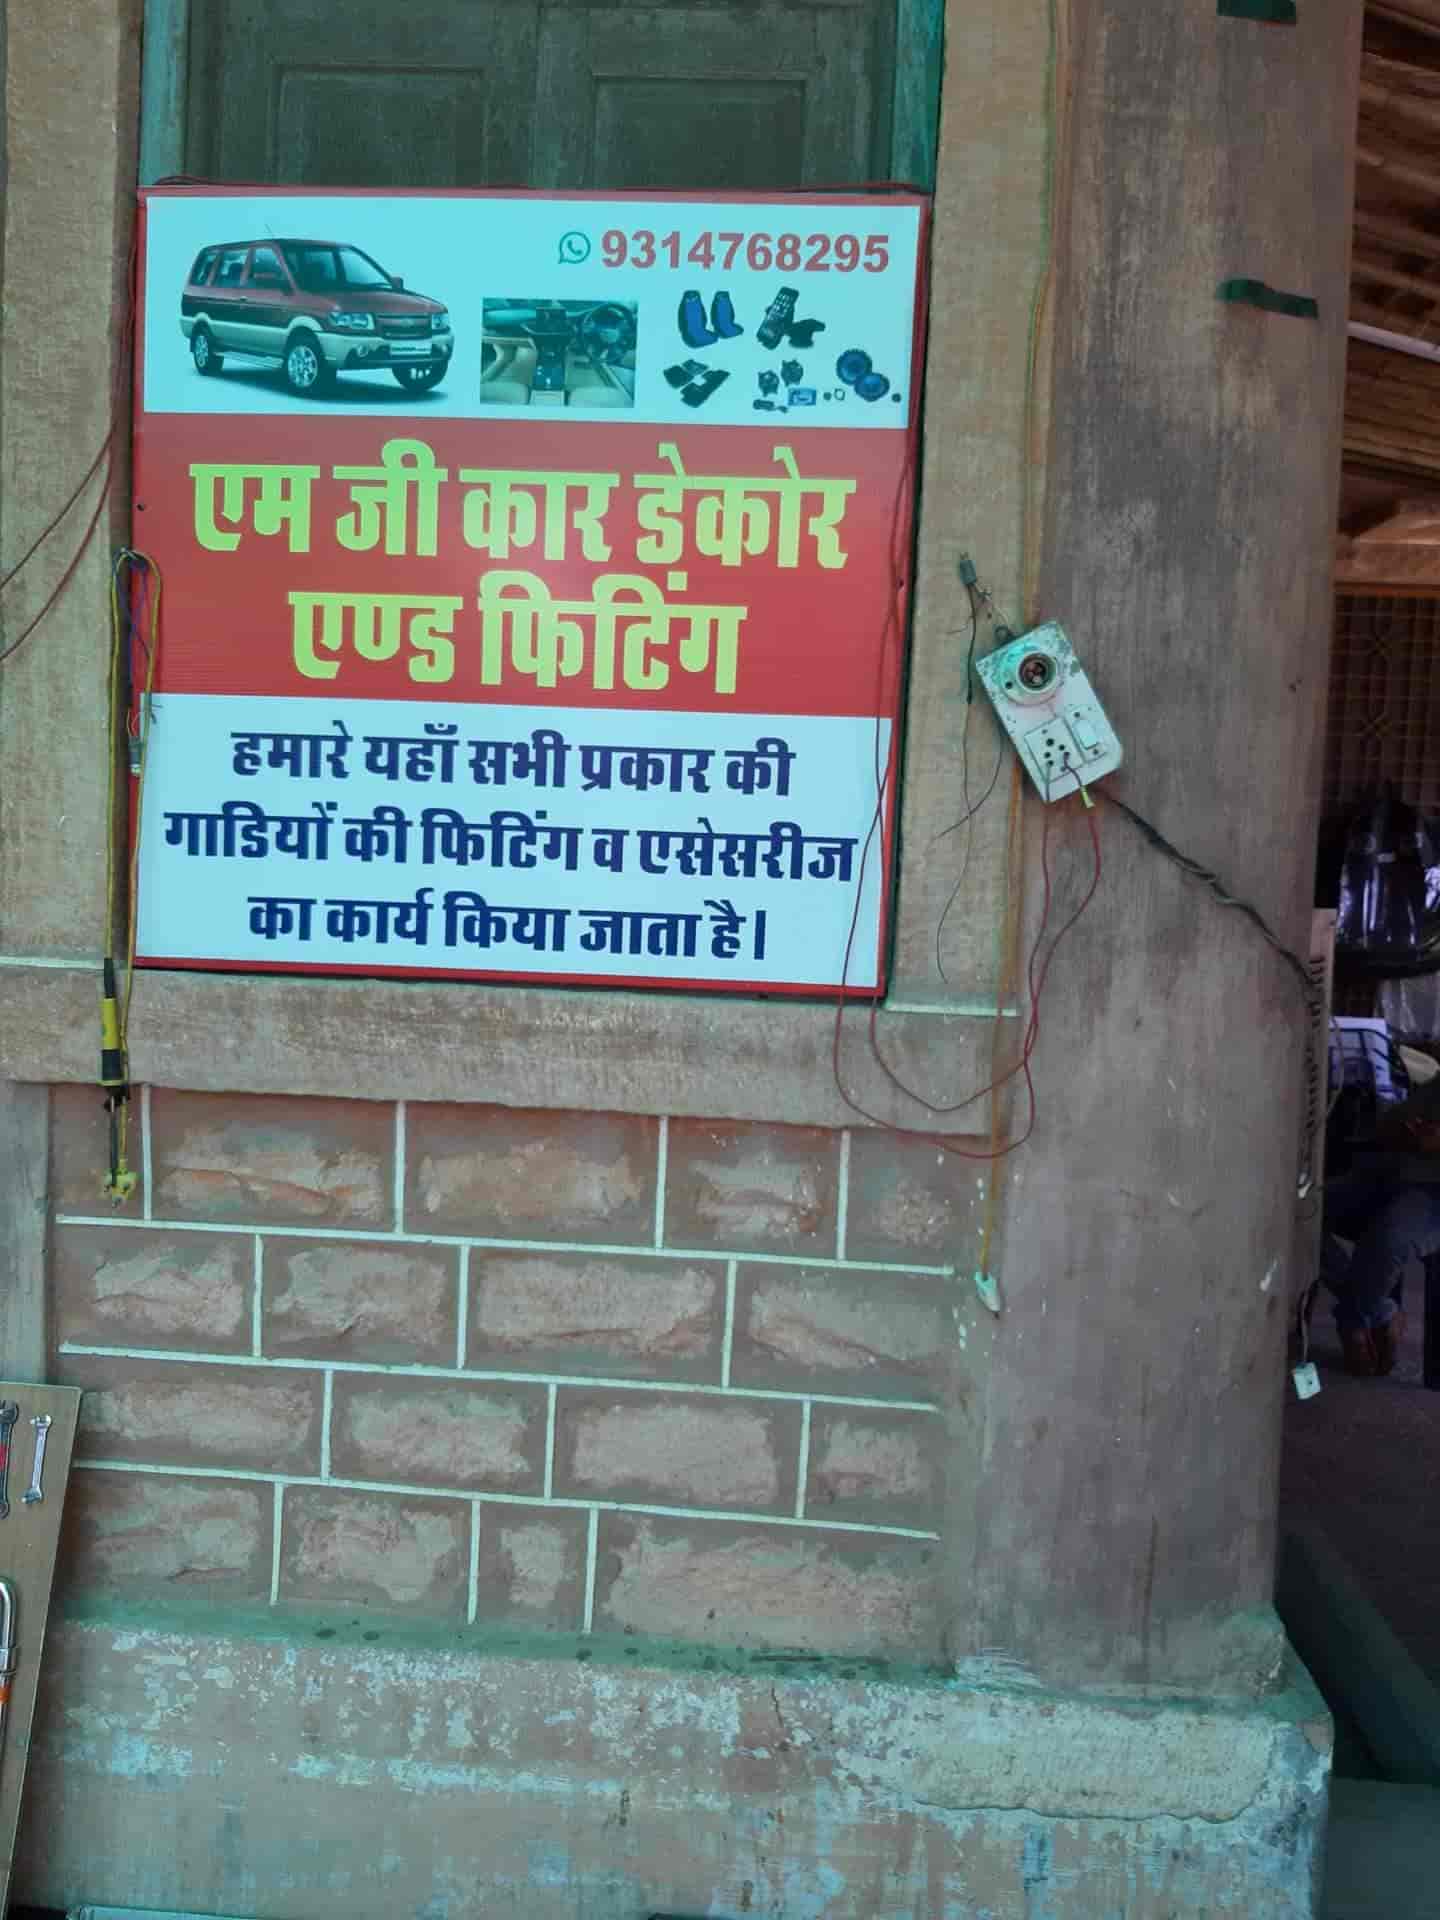 9314768295
एम जी कार डेकोर
एण्ड फिटिंग
हमारे यहाँ सभी प्रकार की
गाडियों की फिटिंग व एसेसरीज
का कार्य किया जाता है।